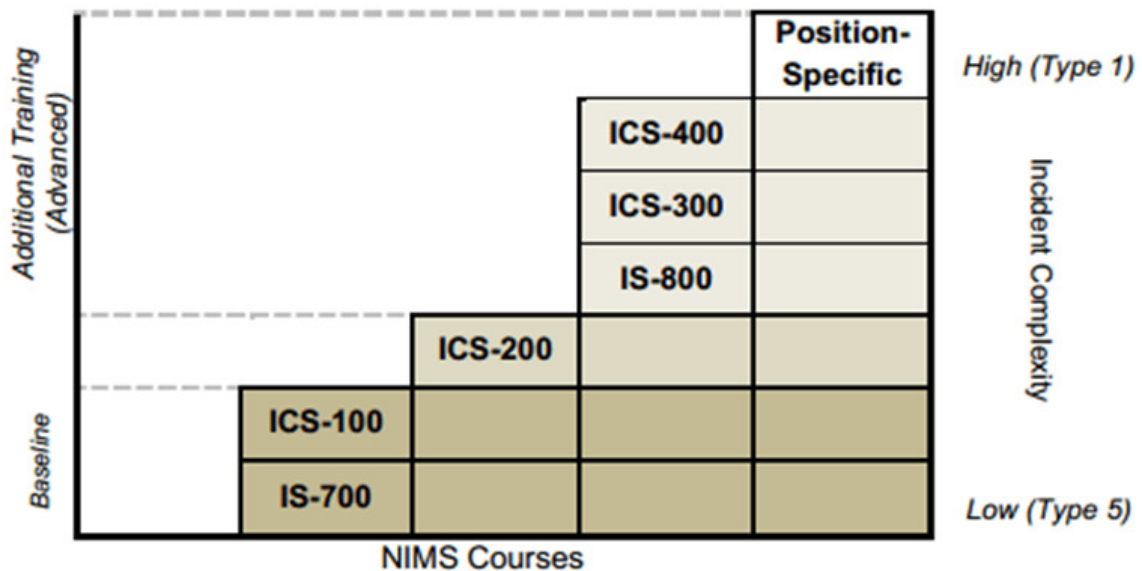 Additional Training
(Advanced)
Baseline
Position-
Specific
ICS-400
ICS-300
IS-800
ICS-200
ICS-100
IS-700
High (Type 1)
Incident Complexity
Low (Type 5)
NIMS Courses